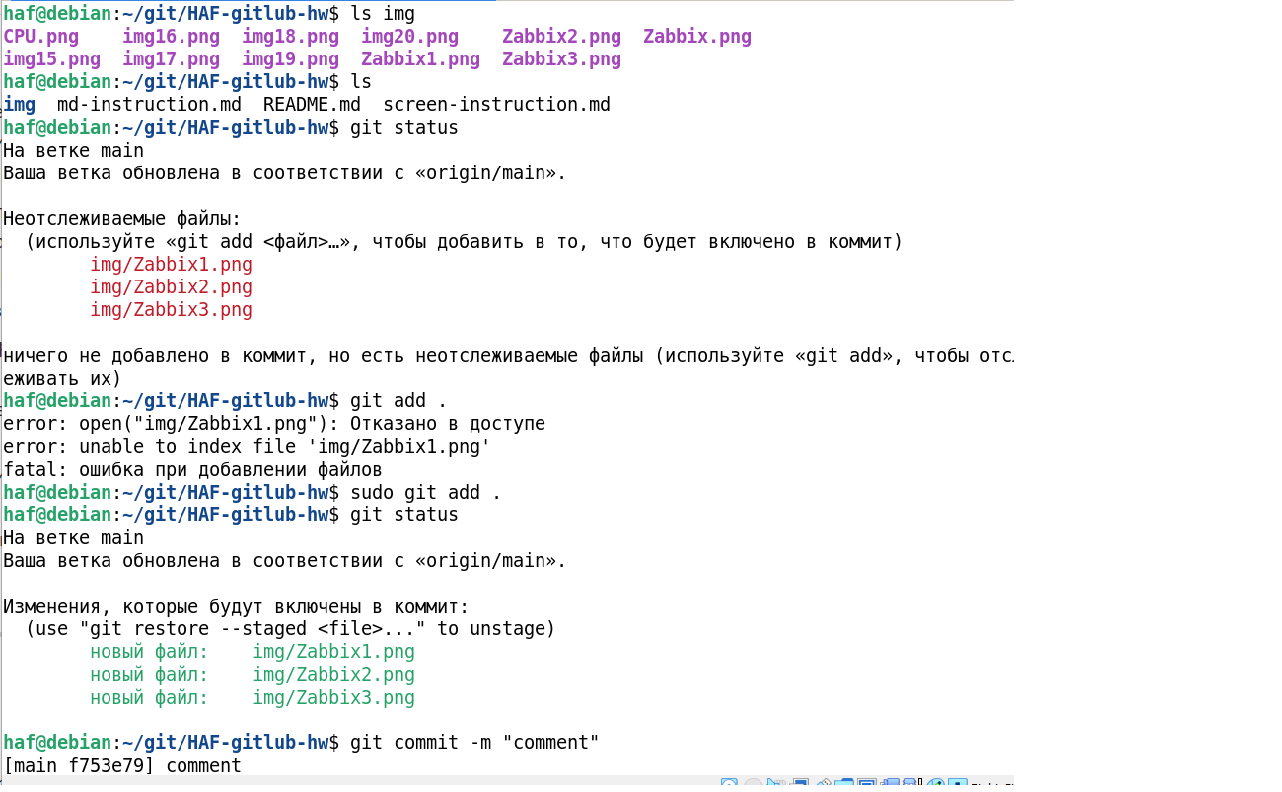 haf@debian:~/git/HAF-gitlub-hw$ ls img
CPU.png    img16.png  img18.png  img20.png    Zabbix2.png  Zabbix.png
img15.png  img17.png  img19.png  Zabbix1.png  Zabbix3.png
haf@debian:~/git/HAF-gitlub-hw$ ls
img  md-instruction.md  README.md  screen-instruction.md
haf@debian:~/git/HAF-gitlub-hw$ git status
На ветке main
Ваша ветка обновлена в соответствии с «origin/main».
Неотслеживаемые файлы:
  (используйте «git add <файл>…», чтобы добавить в то, что будет включено в коммит)
        img/Zabbix1.png
        img/Zabbix2.png
        img/Zabbix3.png
ничего не добавлено в коммит, но есть неотслеживаемые файлы (используйте «git add», чтобы отсл
еживать их)
haf@debian:~/git/HAF-gitlub-hw$ git add .
error: open("img/Zabbix1.png"): Отказано в доступе
error: unable to index file 'img/Zabbix1.png'
fatal: ошибка при добавлении файлов
haf@debian:~/git/HAF-gitlub-hw$ sudo git add .
haf@debian:~/git/HAF-gitlub-hw$ git status
На ветке main
Ваша ветка обновлена в соответствии с «origin/main».
Изменения, которые будут включены в коммит:
  (use "git restore --staged <file>..." to unstage)
        новый файл:    img/Zabbix1.png
        новый файл:    img/Zabbix2.png
        новый файл:    img/Zabbix3.png
haf@debian:~/git/HAF-gitlub-hw$ git commit -m "comment"
[main f753e79] comment